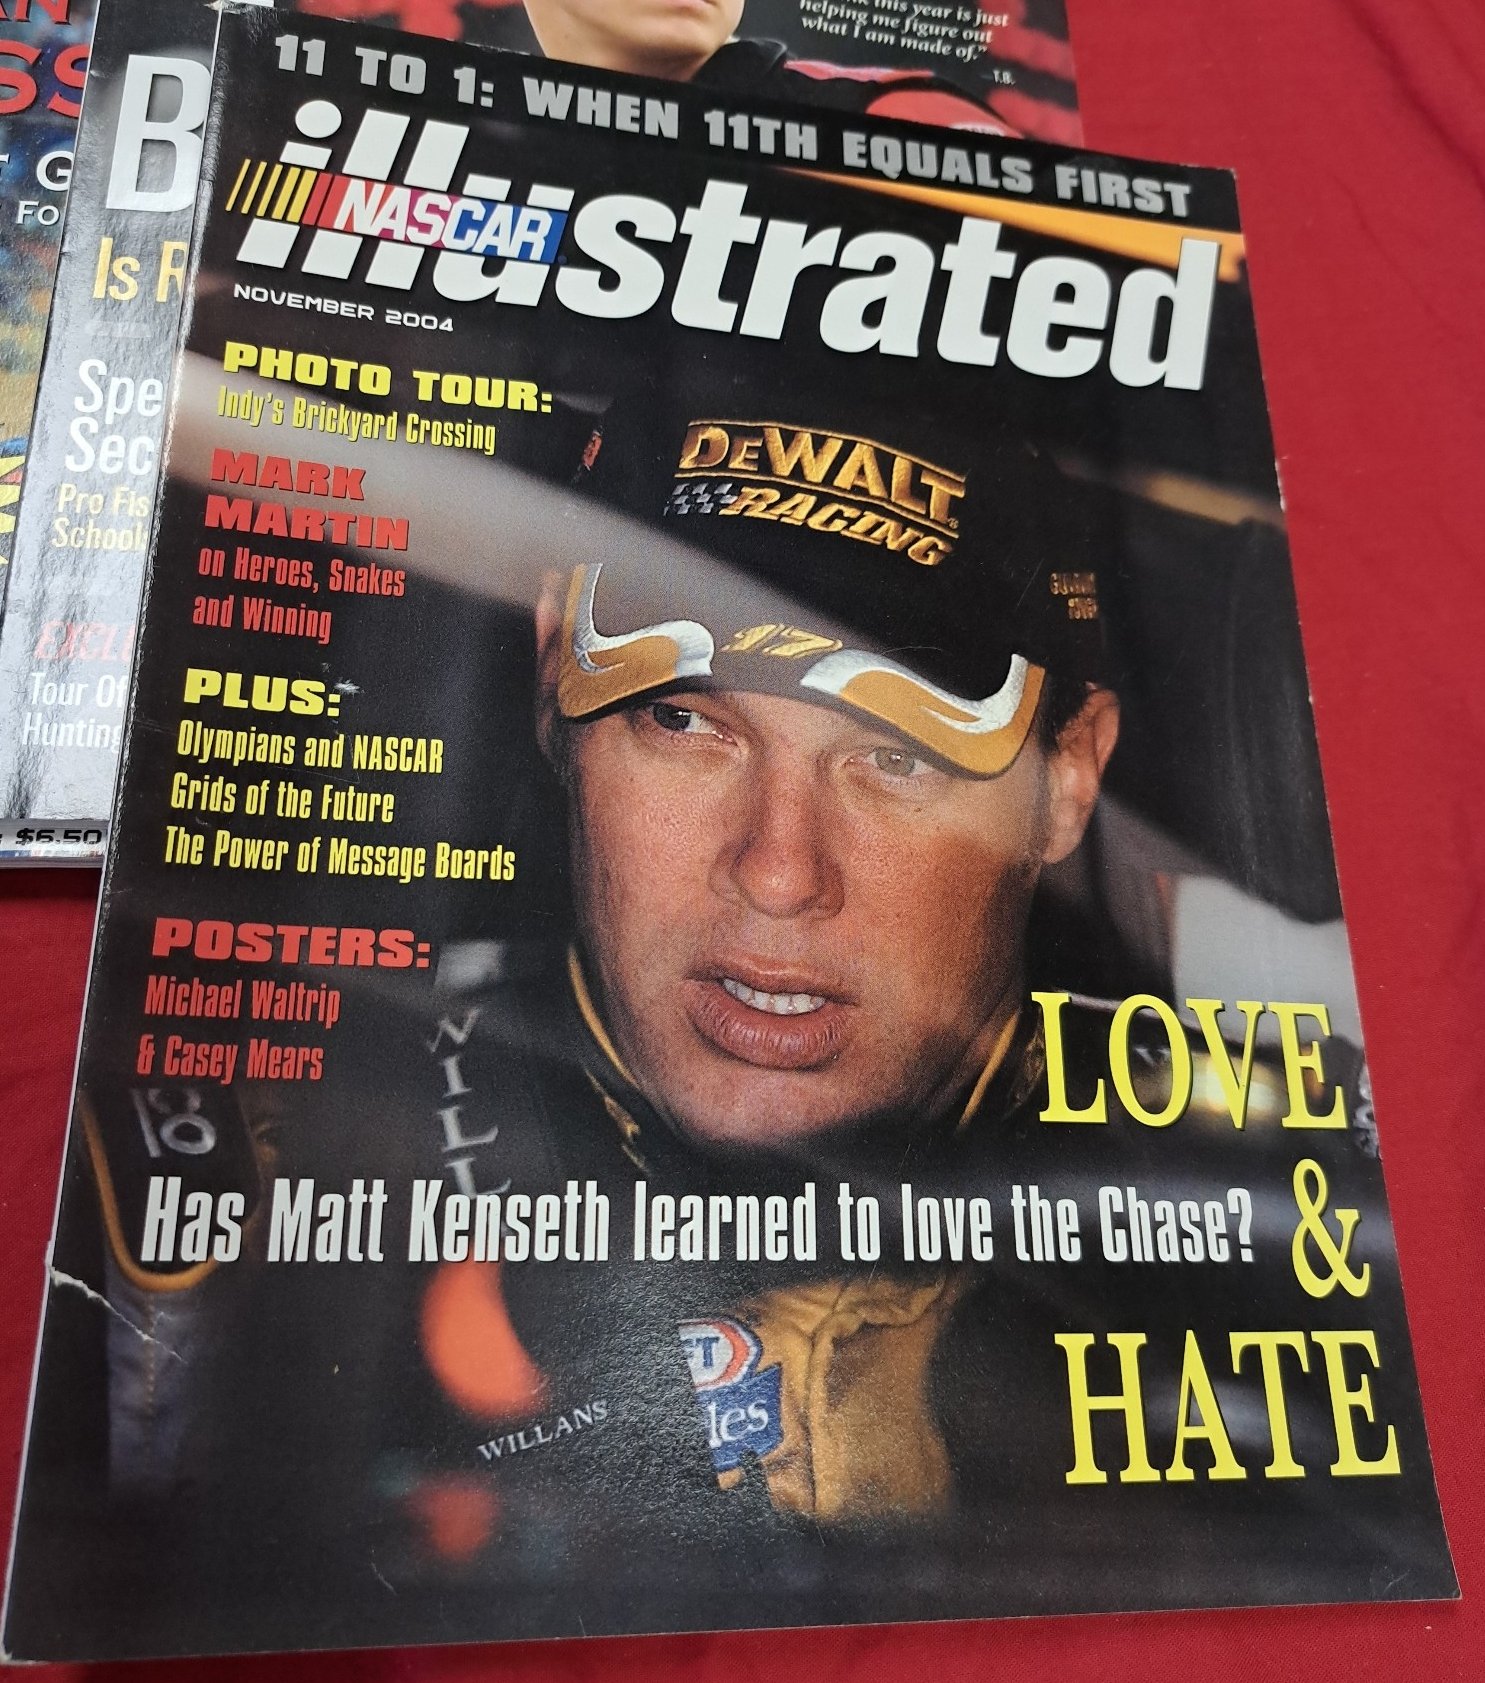 this year is just
helping me figure out
what I am made of."
T.B.
11 TO 1: WHEN 11TH EQUALS FIRST
NASCAR
illustrated
NOVEMBER 2004
PHOTO TOUR:
Indy's Brickyard Crossing
MARK
MARTIN
on Heroes, Snakes
and Winning
PLUS:
Olympians and NASCAR
Grids of the Future
The Power of Message Boards
POSTERS:
Michael Waltrip
& Casey Mears
DEWALT
RACING
17
LOVE
&
HATE
Has Matt Kenseth learned to love the Chase?
WILL
WILLANS
B
Is R
Spe
Sec
Pro Fis
School
EXCLU
Tour Of
Hunting
$6.50